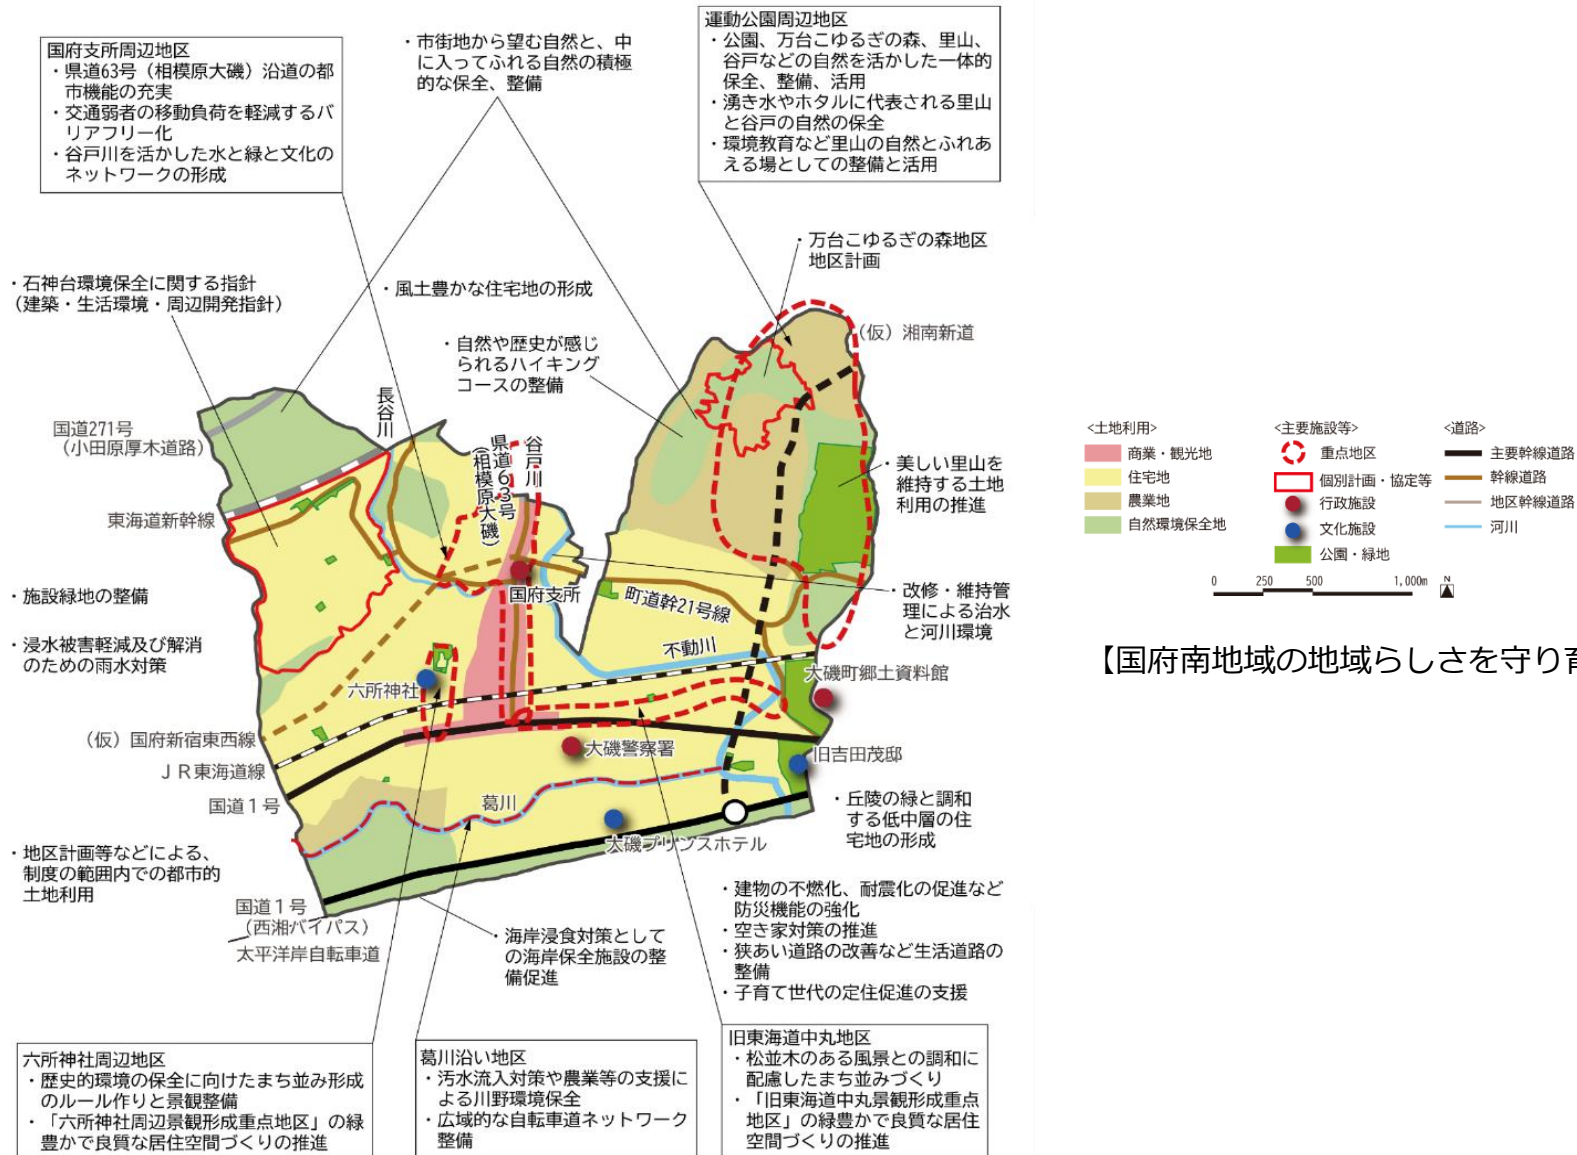 国府支所周辺地区
・県道63号（相模原大磯）沿道の都
市機能の充実
・交通弱者の移動負荷を軽減するバ
リアフリー化
・谷戸川を活かした水と緑と文化の
ネットワークの形成
・市街地から望む自然と、中
に入ってふれる自然の積極
的な保全、整備
運動公園周辺地区
・公園、万台こゆるぎの森、里山、
谷戸などの自然を活かした一体的
保全、整備、活用
・湧き水やホタルに代表される里山
と谷戸の自然の保全
・環境教育など里山の自然とふれあ
える場としての整備と活用
・万台こゆるぎの森地区
地区計画
・石神台環境保全に関する指針
（建築・生活環境・周辺開発指針）
・風土豊かな住宅地の形成
（仮）湘南新道
・自然や歴史が感じ
られるハイキング
コースの整備
長谷川
国道271号
（小田原厚木道路）
県道６３号
（相模原大磯）
谷戸川
・美しい里山を
維持する土地
利用の推進
東海道新幹線
国府支所
町道幹21号線
・改修・維持管
理による治水
と河川環境
・施設緑地の整備
・浸水被害軽減及び解消
のための雨水対策
不動川
大磯町郷土資料館
六所神社
（仮）国府新宿東西線
ＪＲ東海道線
大磯警察署
旧吉田茂邸
国道１号
葛川
・丘陵の緑と調和
する低中層の住
宅地の形成
大磯プリンスホテル
・地区計画等などによる、
制度の範囲内での都市的
土地利用
国道１号
（西湘バイパス）
太平洋岸自転車道
・海岸浸食対策として
の海岸保全施設の整
備促進
・建物の不燃化、耐震化の促進など
防災機能の強化
・空き家対策の推進
・狭あい道路の改善など生活道路の
整備
・子育て世代の定住促進の支援
六所神社周辺地区
・歴史的環境の保全に向けたまち並み形成
のルール作りと景観整備
・「六所神社周辺景観形成重点地区」の緑
豊かで良質な居住空間づくりの推進
葛川沿い地区
・汚水流入対策や農業等の支援に
よる川野環境保全
・広域的な自転車道ネットワーク
整備
旧東海道中丸地区
・松並木のある風景との調和に
配慮したまち並みづくり
・「旧東海道中丸景観形成重点
地区」の緑豊かで良質な居住
空間づくりの推進
<土地利用>
商業・観光地
住宅地
農業地
自然環境保全地
<主要施設等>
重点地区
個別計画・協定等
行政施設
文化施設
公園・緑地
<道路>
主要幹線道路
幹線道路
地区幹線道路
河川
0 250 500 1,000m N
【国府南地域の地域らしさを守り育